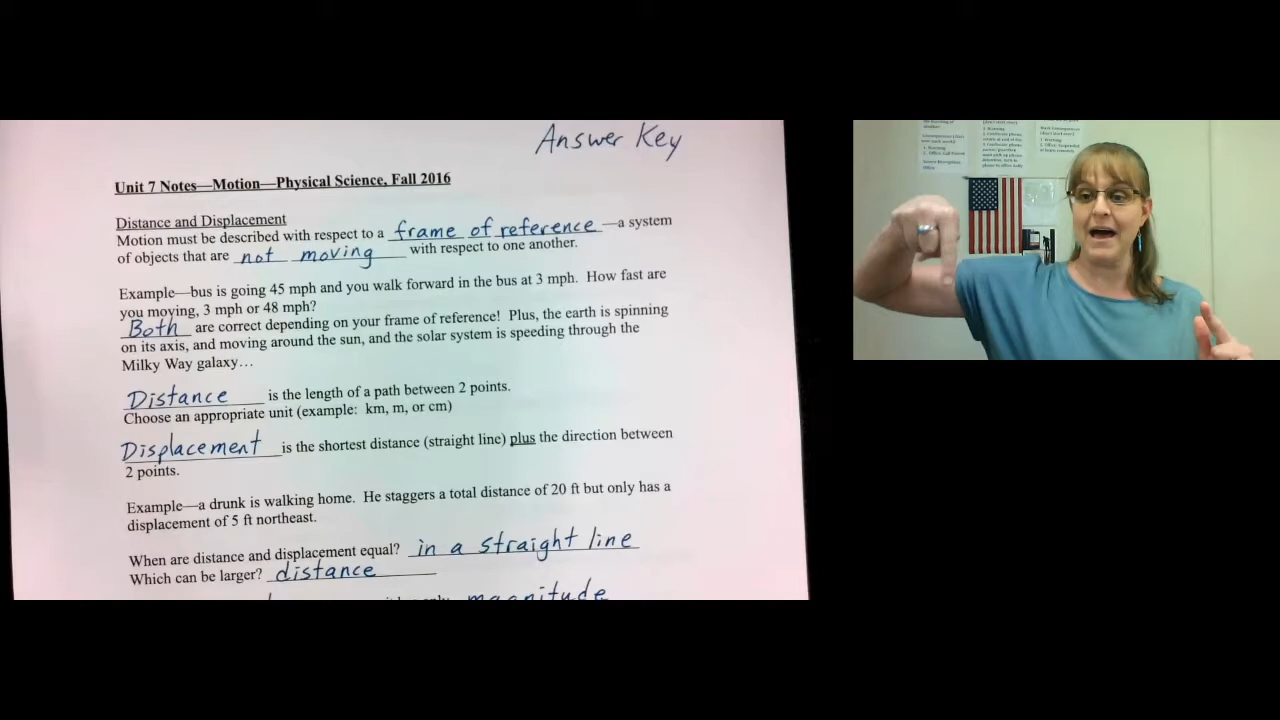 Answer Key
Unit 7 Notes—Motion—Physical Science, Fall 2016
Distance and Displacement
Motion must be described with respect to a frame of reference—a system
of objects that are not moving with respect to one another.
Example—bus is going 45 mph and you walk forward in the bus at 3 mph. How fast are
you moving, 3 mph or 48 mph?
Both are correct depending on your frame of reference! Plus, the earth is spinning
on its axis, and moving around the sun, and the solar system is speeding through the
Milky Way galaxy…
Distance is the length of a path between 2 points.
Choose an appropriate unit (example: km, m, or cm)
Displacement is the shortest distance (straight line) plus the direction between
2 points.
Example—a drunk is walking home. He staggers a total distance of 20 ft but only has a
displacement of 5 ft northeast.
When are distance and displacement equal? in a straight line
Which can be larger? distance
magnitude